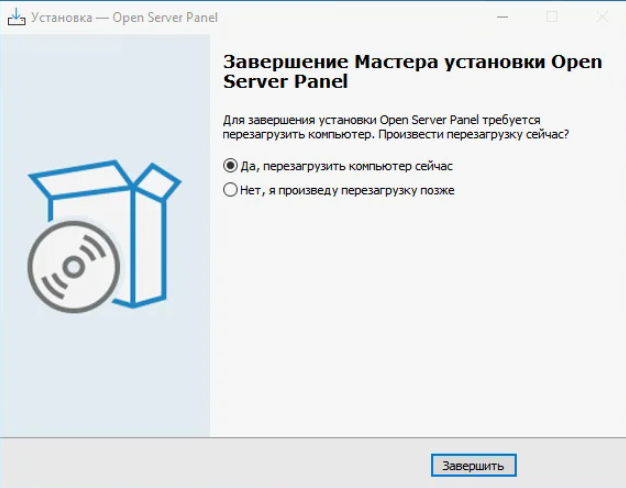 Установка — Open Server Panel
Завершение Мастера установки Open
Server Panel
Для завершения установки Open Server Panel требуется
перезагрузить компьютер. Произвести перезагрузку сейчас?
Да, перезагрузить компьютер сейчас
Нет, я произведу перезагрузку позже
Завершить